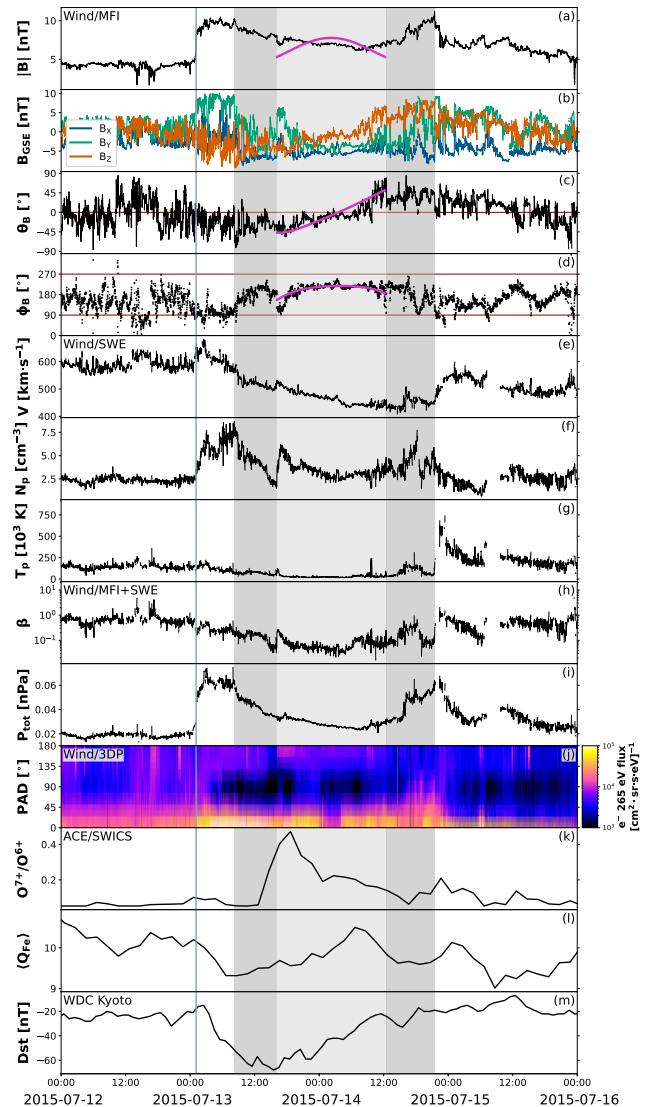 Wind/MFI
(a)
|B| [nT]
10
5
(b)
B_GSE [nT]
10
5
0
−5
B_X
B_Y
B_Z
(c)
θ_B [°]
90
45
0
−45
−90
(d)
ϕ_B [°]
270
180
90
0
Wind/SWE
(e)
V [km·s⁻¹]
600
500
400
(f)
N_p [cm⁻³]
7.5
5.0
2.5
(g)
T_p [10³ K]
750
500
250
0
Wind/MFI+SWE
(h)
β
10¹
10⁰
10⁻¹
(i)
P_tot [nPa]
0.06
0.04
0.02
Wind/3DP
(j)
PAD [°]
180
135
90
45
0
10⁵
10⁴
10³
e⁻ 265 eV flux
[cm²·sr·s·eV]⁻¹
ACE/SWICS
(k)
O⁷⁺/O⁶⁺
0.4
0.2
(l)
⟨Q_Fe⟩
10
9
WDC Kyoto
(m)
Dst [nT]
−20
−40
−60
00:00 12:00 00:00 12:00 00:00 12:00 00:00 12:00 00:00
2015-07-12 2015-07-13 2015-07-14 2015-07-15 2015-07-16